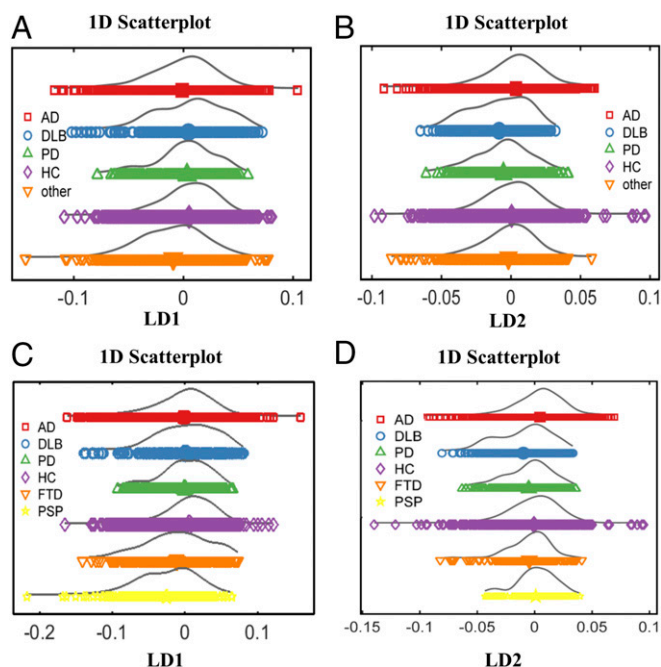 A
1D Scatterplot
AD
DLB
PD
HC
other
-0.1 0 0.1
LD1
B
1D Scatterplot
AD
DLB
PD
HC
other
-0.1 -0.05 0 0.05 0.1
LD2
C
1D Scatterplot
AD
DLB
PD
HC
FTD
PSP
-0.2 -0.1 0 0.1
LD1
D
1D Scatterplot
AD
DLB
PD
HC
FTD
PSP
-0.15 -0.1 -0.05 0 0.05 0.1
LD2